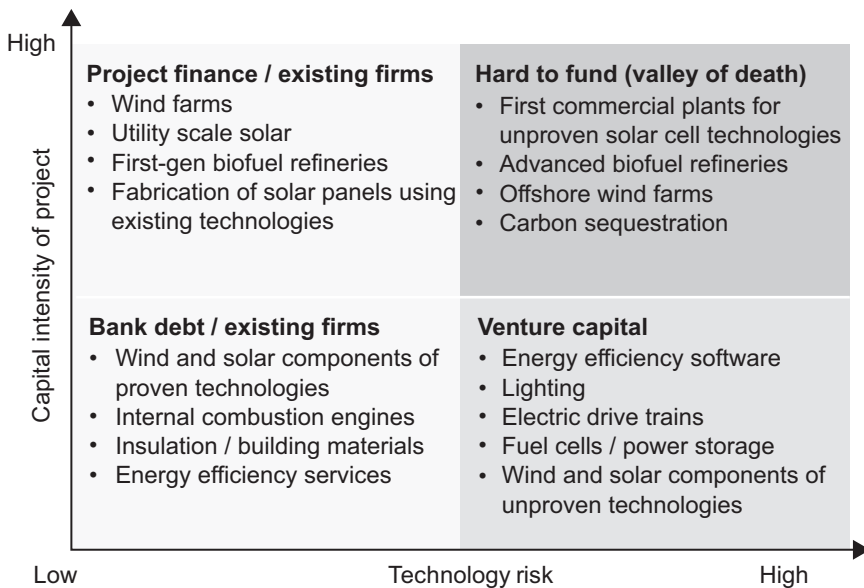 High
Project finance / existing firms
• Wind farms
• Utility scale solar
• First-gen biofuel refineries
• Fabrication of solar panels using
existing technologies
Hard to fund (valley of death)
• First commercial plants for
unproven solar cell technologies
• Advanced biofuel refineries
• Offshore wind farms
• Carbon sequestration
Capital intensity of project
Bank debt / existing firms
• Wind and solar components of
proven technologies
• Internal combustion engines
• Insulation / building materials
• Energy efficiency services
Venture capital
• Energy efficiency software
• Lighting
• Electric drive trains
• Fuel cells / power storage
• Wind and solar components of
unproven technologies
Low
Technology risk
High